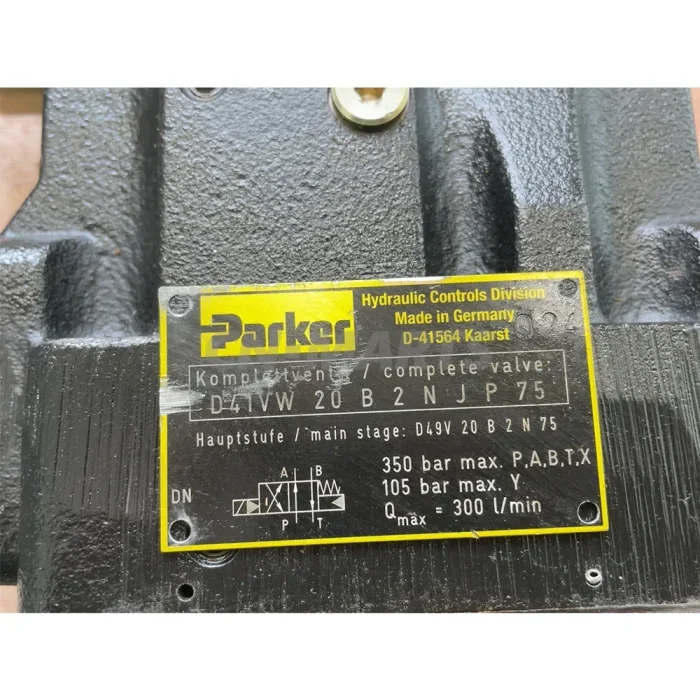 Parker
Hydraulic Controls Division
Made in Germany
D-41564 Kaarst
Komplettventil / complete valve:
D41VW 20 B 2 N J P 75
Hauptstufe / main stage: D49V 20 B 2 N 75
A B
P T
DN
350 bar max. P,A,B,T,X
105 bar max. Y
Qmax = 300 l/min